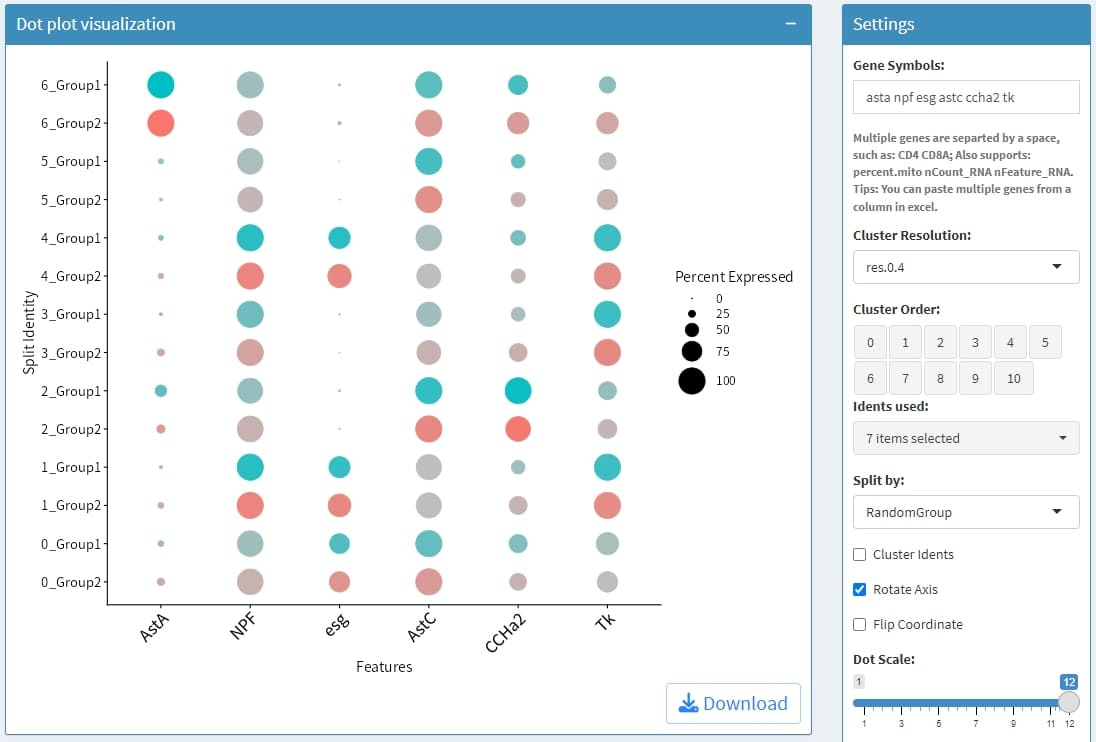 Dot plot visualization
6_Group1
6_Group2
5_Group1
5_Group2
4_Group1
4_Group2
3_Group1
3_Group2
2_Group1
2_Group2
1_Group1
1_Group2
0_Group1
0_Group2
Split Identity
AstA
NPF
esg
AstC
CCHa2
Tk
Features
Percent Expressed
0
25
50
75
100
Download
Settings
Gene Symbols:
asta npf esg astc ccha2 tk
Multiple genes are separted by a space,
such as: CD4 CD8A; Also supports:
percent.mito nCount_RNA nFeature_RNA.
Tips: You can paste multiple genes from a
column in excel.
Cluster Resolution:
res.0.4
Cluster Order:
0 1 2 3 4 5
6 7 8 9 10
Idents used:
7 items selected
Split by:
RandomGroup
Cluster Idents
Rotate Axis
Flip Coordinate
Dot Scale:
1 12
1 3 5 7 9 11 12